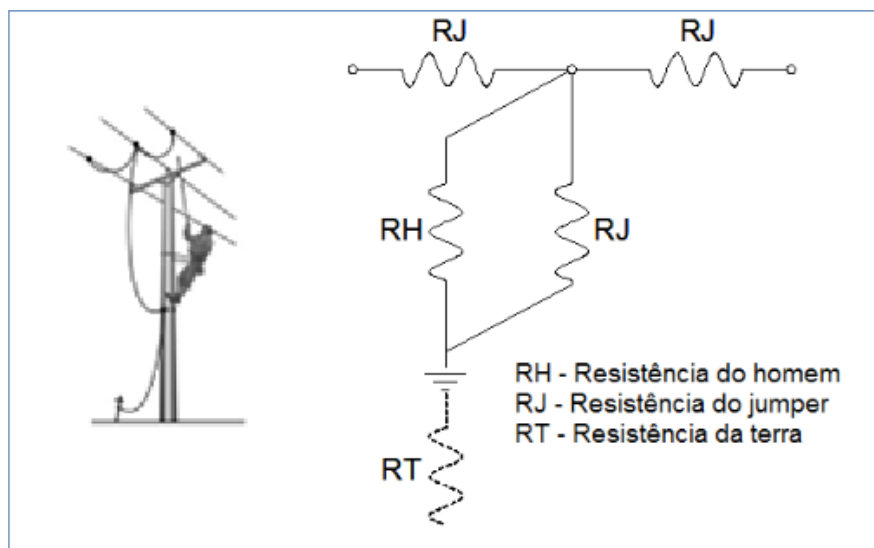 RJ
RJ
RH
RJ
RH - Resistência do homem
RJ - Resistência do jumper
RT - Resistência da terra
RT